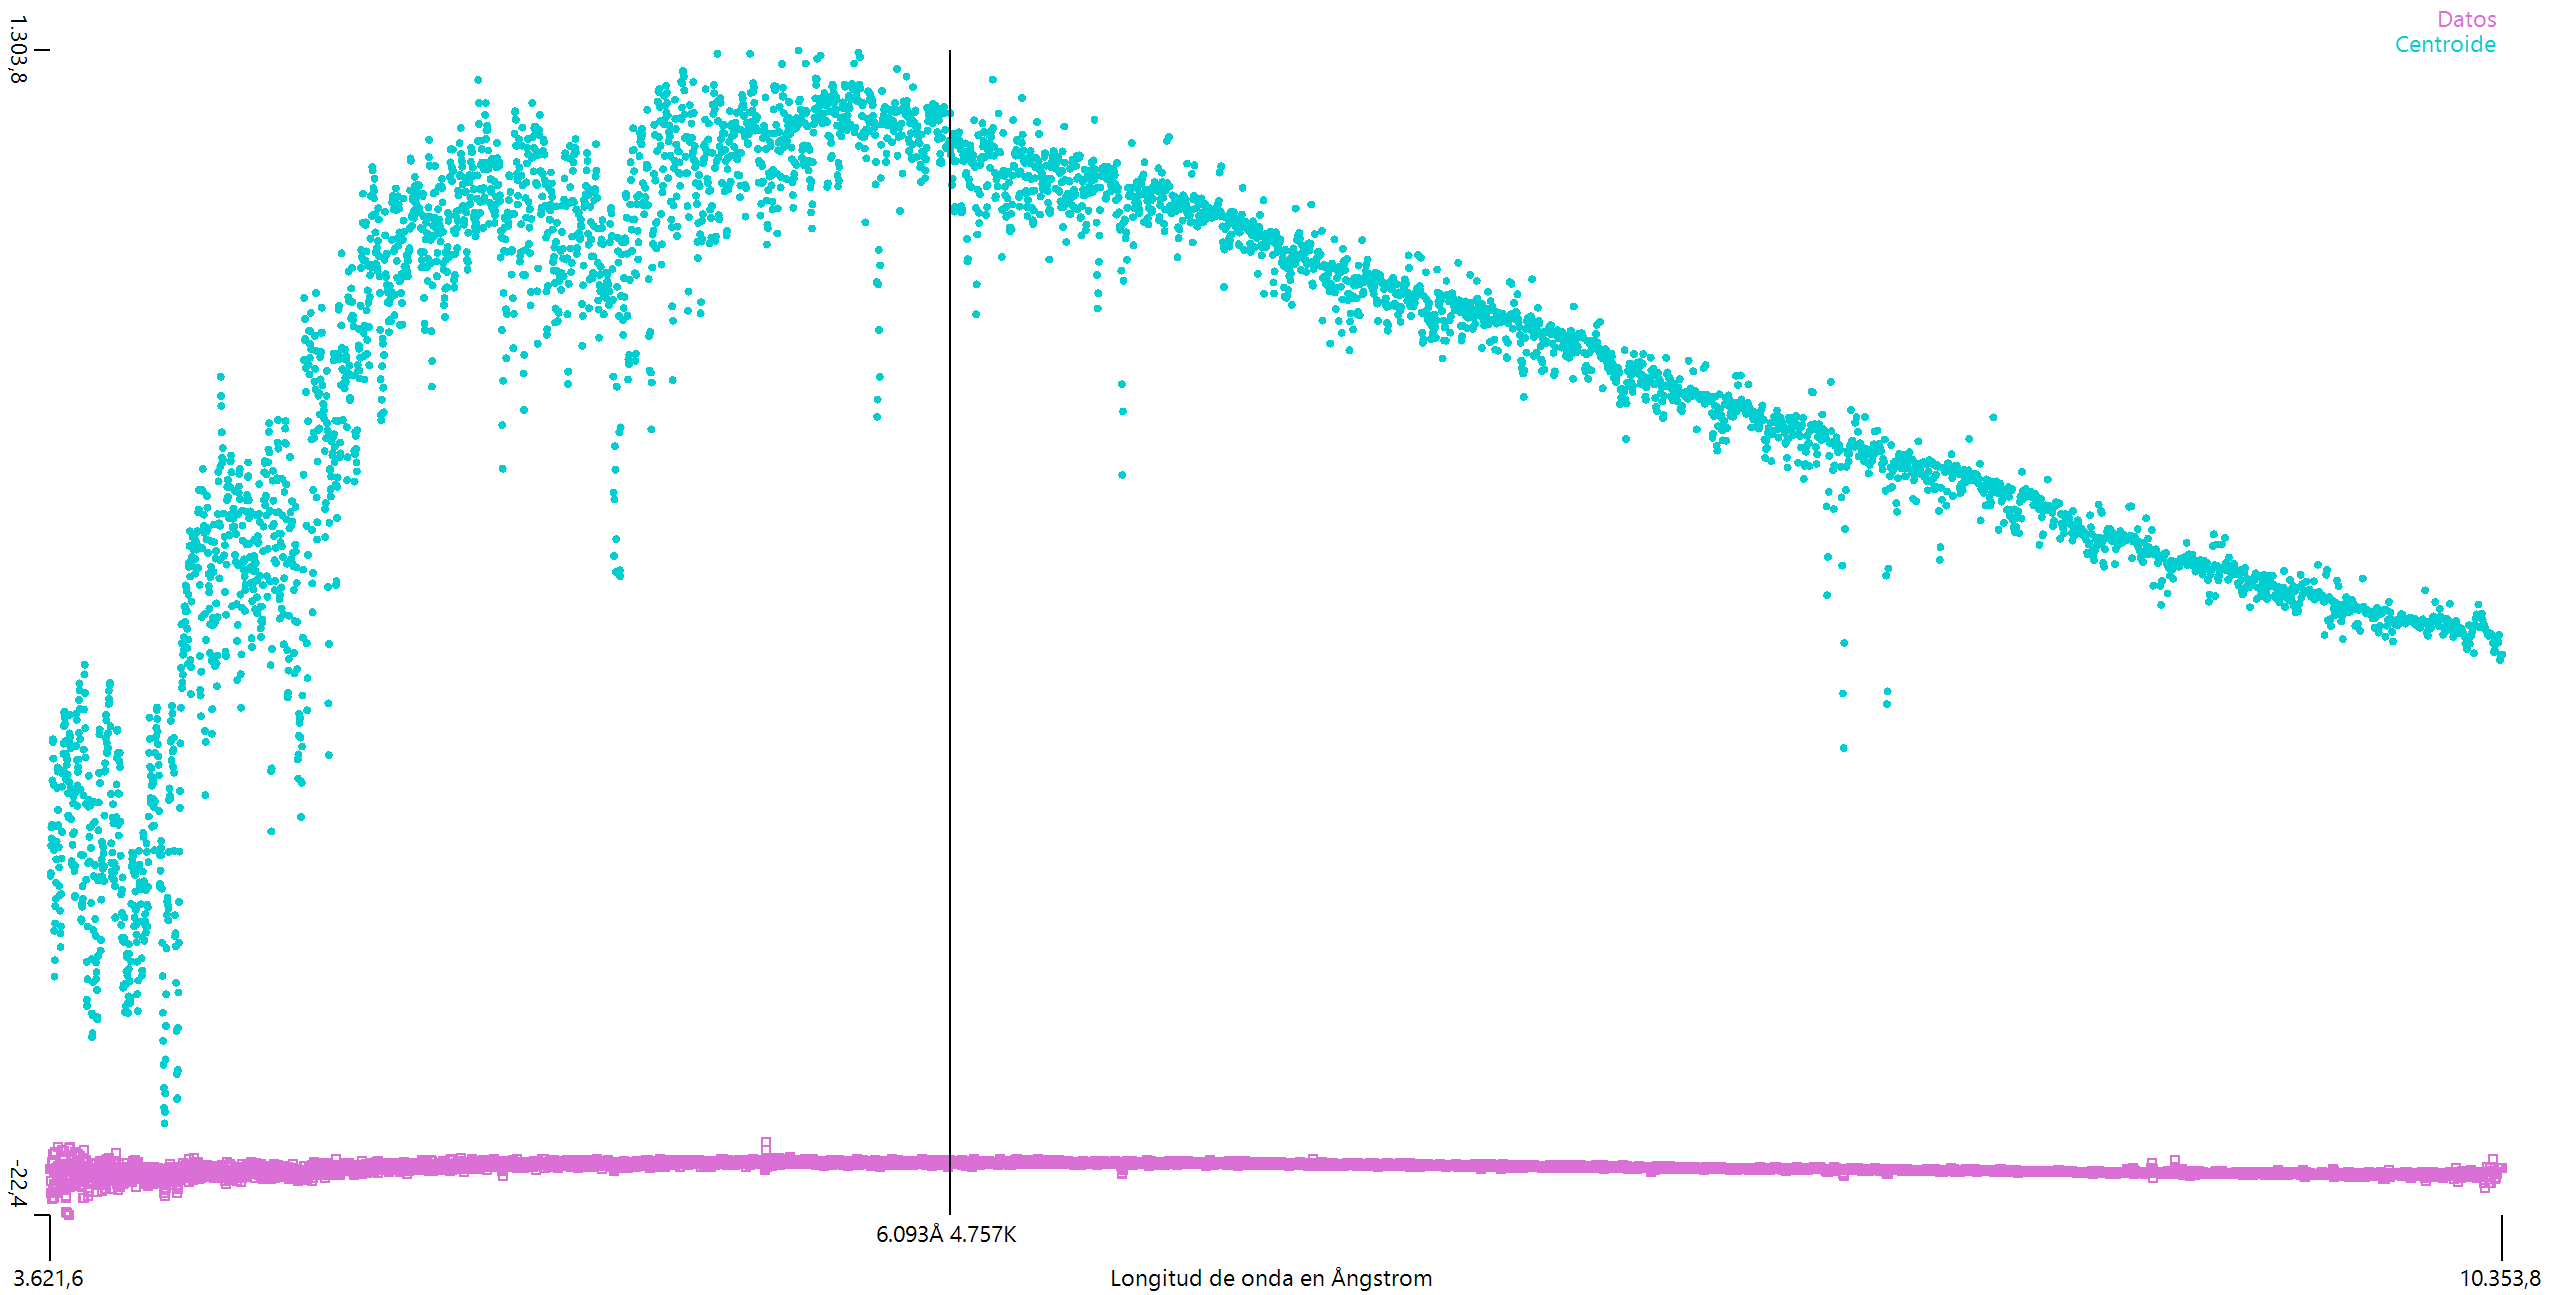 Datos
Centroide
1.303,8
-22,4
6.093Å 4.757K
3.621,6
Longitud de onda en Ångstrom
10.353,8